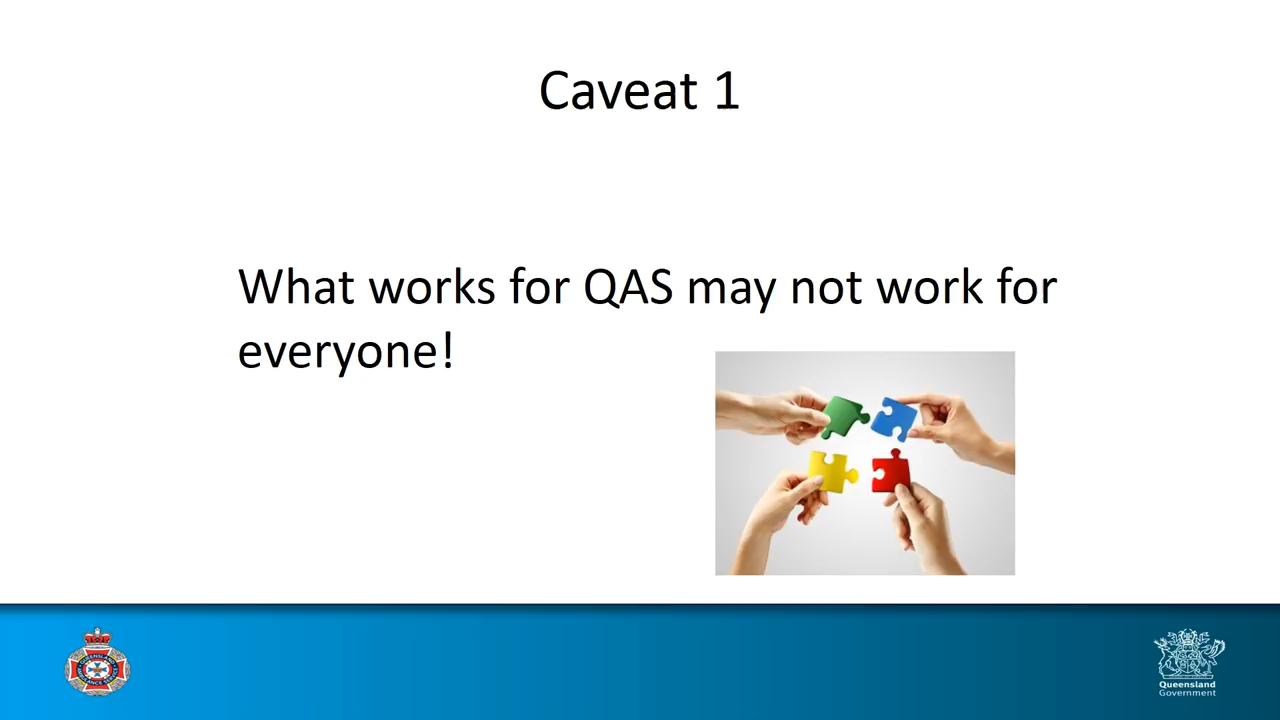 Caveat 1
What works for QAS may not work for
everyone!
Queensland
Government